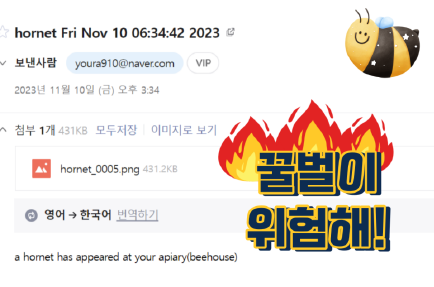 hornet Fri Nov 10 06:34:42 2023
보낸사람 youra910@naver.com VIP
2023년 11월 10일 (금) 오후 3:34
첨부 1개 431KB 모두저장 이미지로 보기
hornet_0005.png 431.2KB
영어 → 한국어 번역하기
꿀벌이
위험해!
a hornet has appeared at your apiary(beehouse)